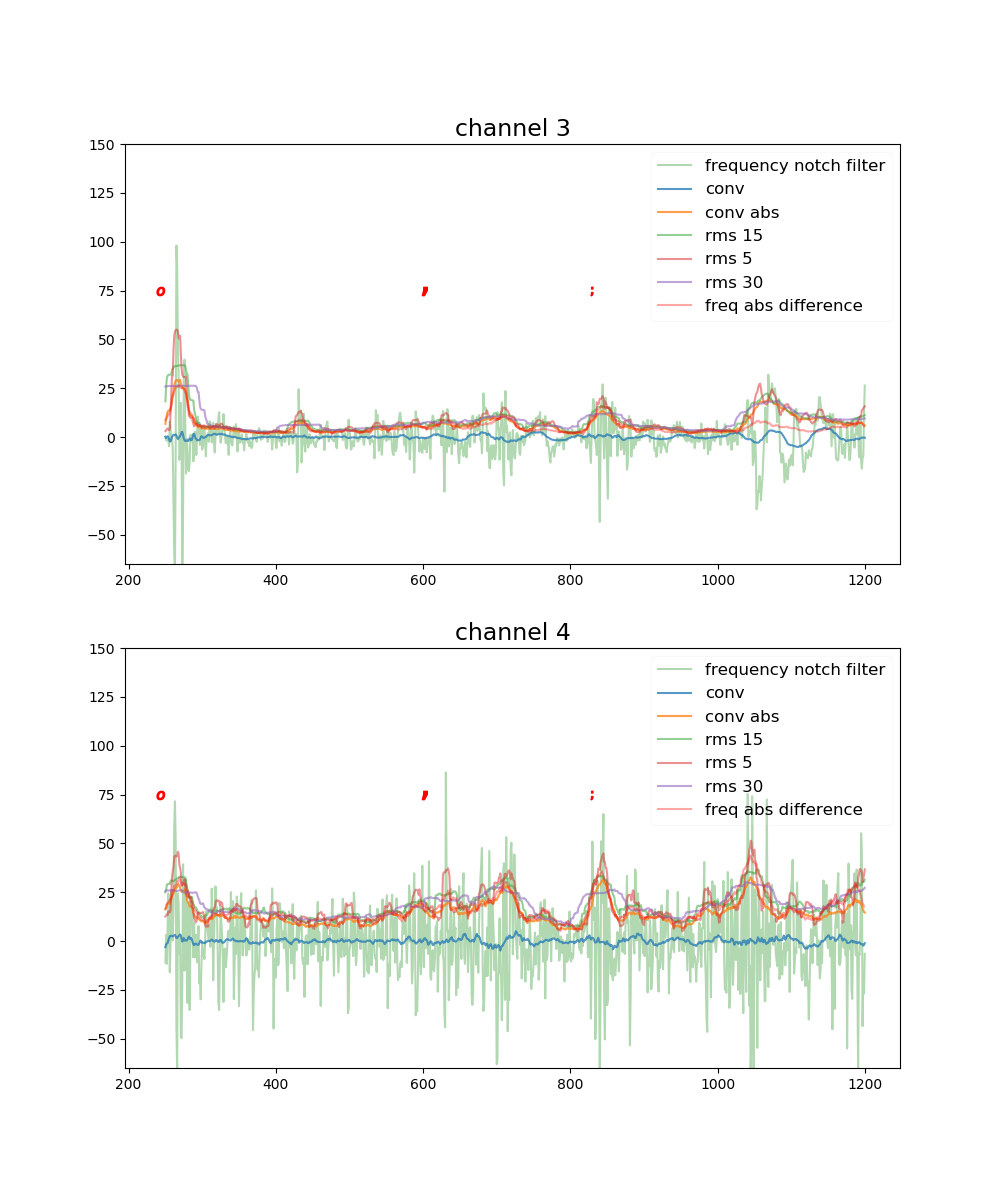 channel 3
150
125
100
75
50
25
0
−25
−50
frequency notch filter
conv
conv abs
rms 15
rms 5
rms 30
freq abs difference
o , ;
200 400 600 800 1000 1200
channel 4
150
125
100
75
50
25
0
−25
−50
frequency notch filter
conv
conv abs
rms 15
rms 5
rms 30
freq abs difference
o , ;
200 400 600 800 1000 1200